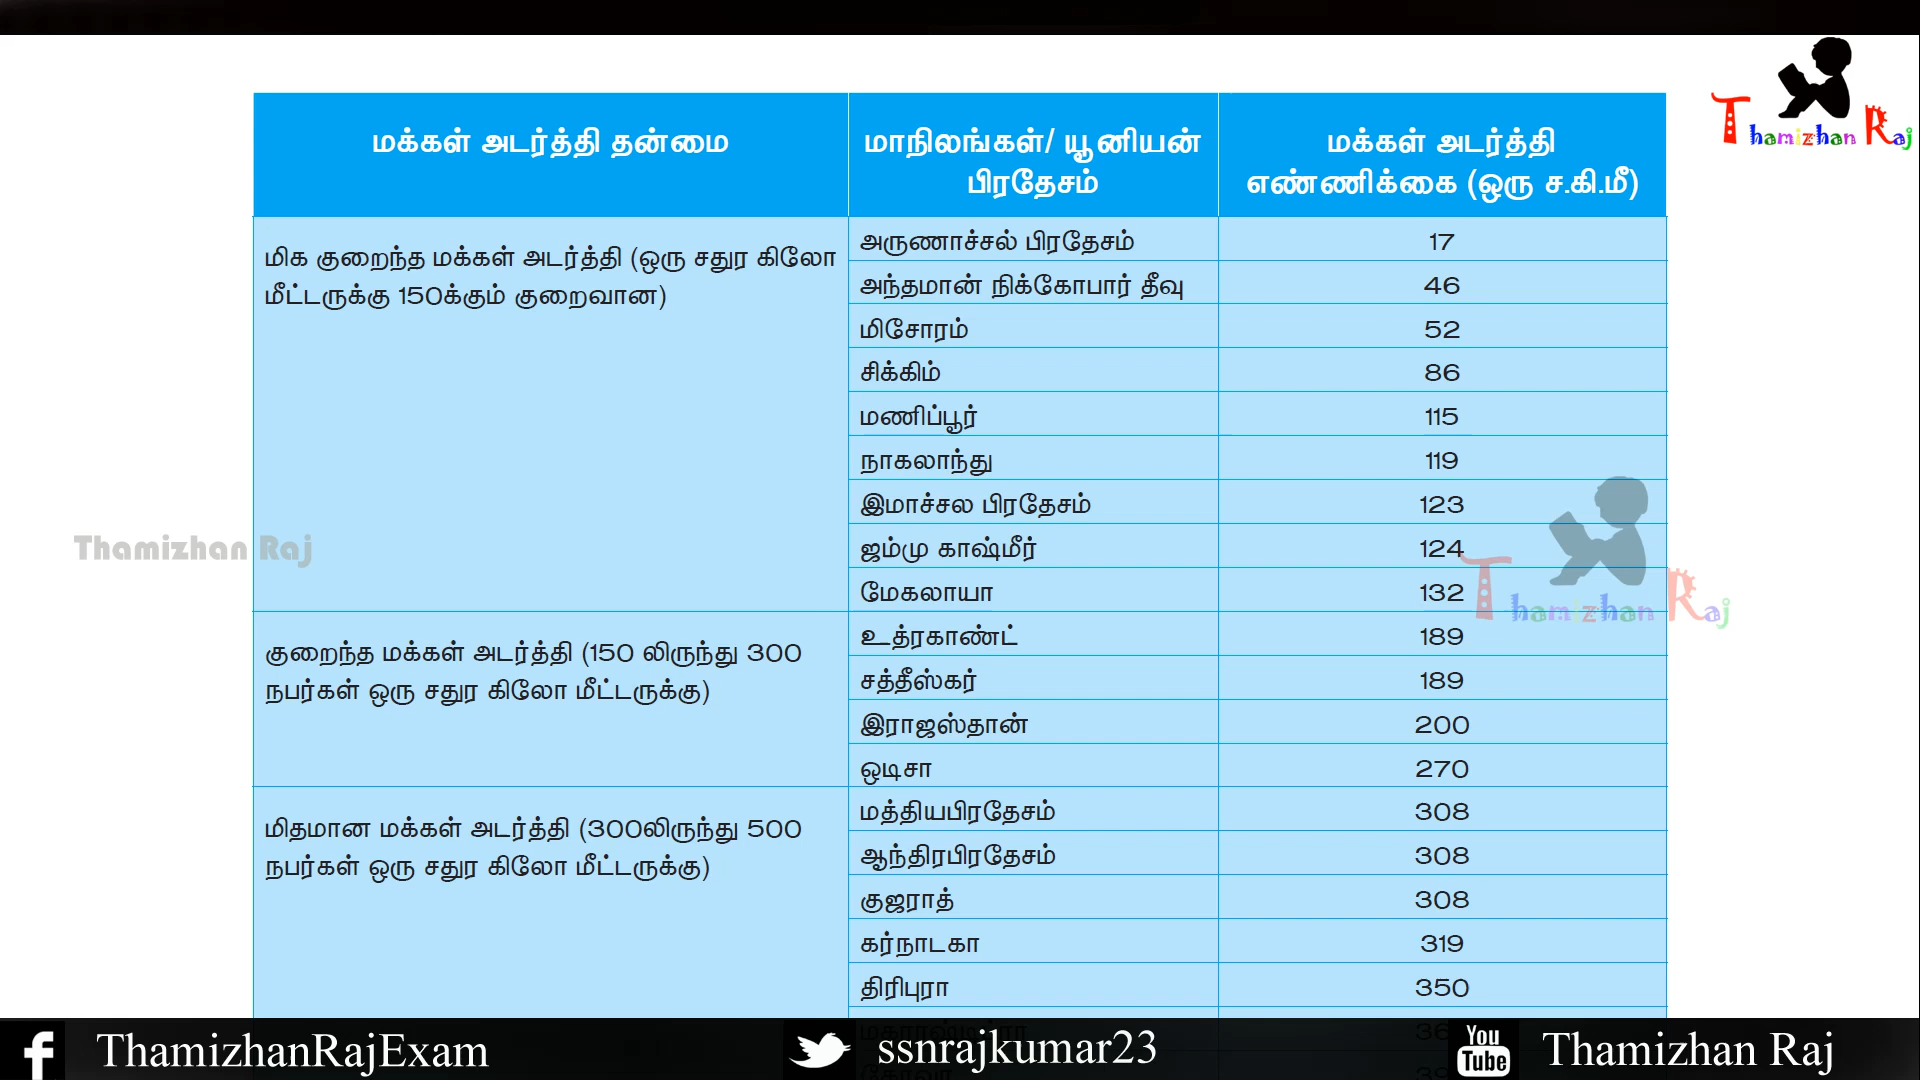 Thamizhan Raj
மக்கள் அடர்த்தி தன்மை
மாநிலங்கள்/ யூனியன்
பிரதேசம்
மக்கள் அடர்த்தி
எண்ணிக்கை (ஒரு ச.கி.மீ)
மிக குறைந்த மக்கள் அடர்த்தி (ஒரு சதுர கிலோ
மீட்டருக்கு 150க்கும் குறைவான)
அருணாச்சல் பிரதேசம் 17
அந்தமான் நிக்கோபார் தீவு 46
மிசோரம் 52
சிக்கிம் 86
மணிப்பூர் 115
நாகலாந்து 119
இமாச்சல பிரதேசம் 123
ஜம்மு காஷ்மீர் 124
மேகலாயா 132
Thamizhan Raj
Thamizhan Raj
குறைந்த மக்கள் அடர்த்தி (150 லிருந்து 300
நபர்கள் ஒரு சதுர கிலோ மீட்டருக்கு)
உத்ரகாண்ட் 189
சத்தீஸ்கர் 189
இராஜஸ்தான் 200
ஒடிசா 270
மிதமான மக்கள் அடர்த்தி (300லிருந்து 500
நபர்கள் ஒரு சதுர கிலோ மீட்டருக்கு)
மத்தியபிரதேசம் 308
ஆந்திரபிரதேசம் 308
குஜராத் 308
கர்நாடகா 319
திரிபுரா 350
ThamizhanRajExam
ssnrajkumar23
You
Tube
Thamizhan Raj